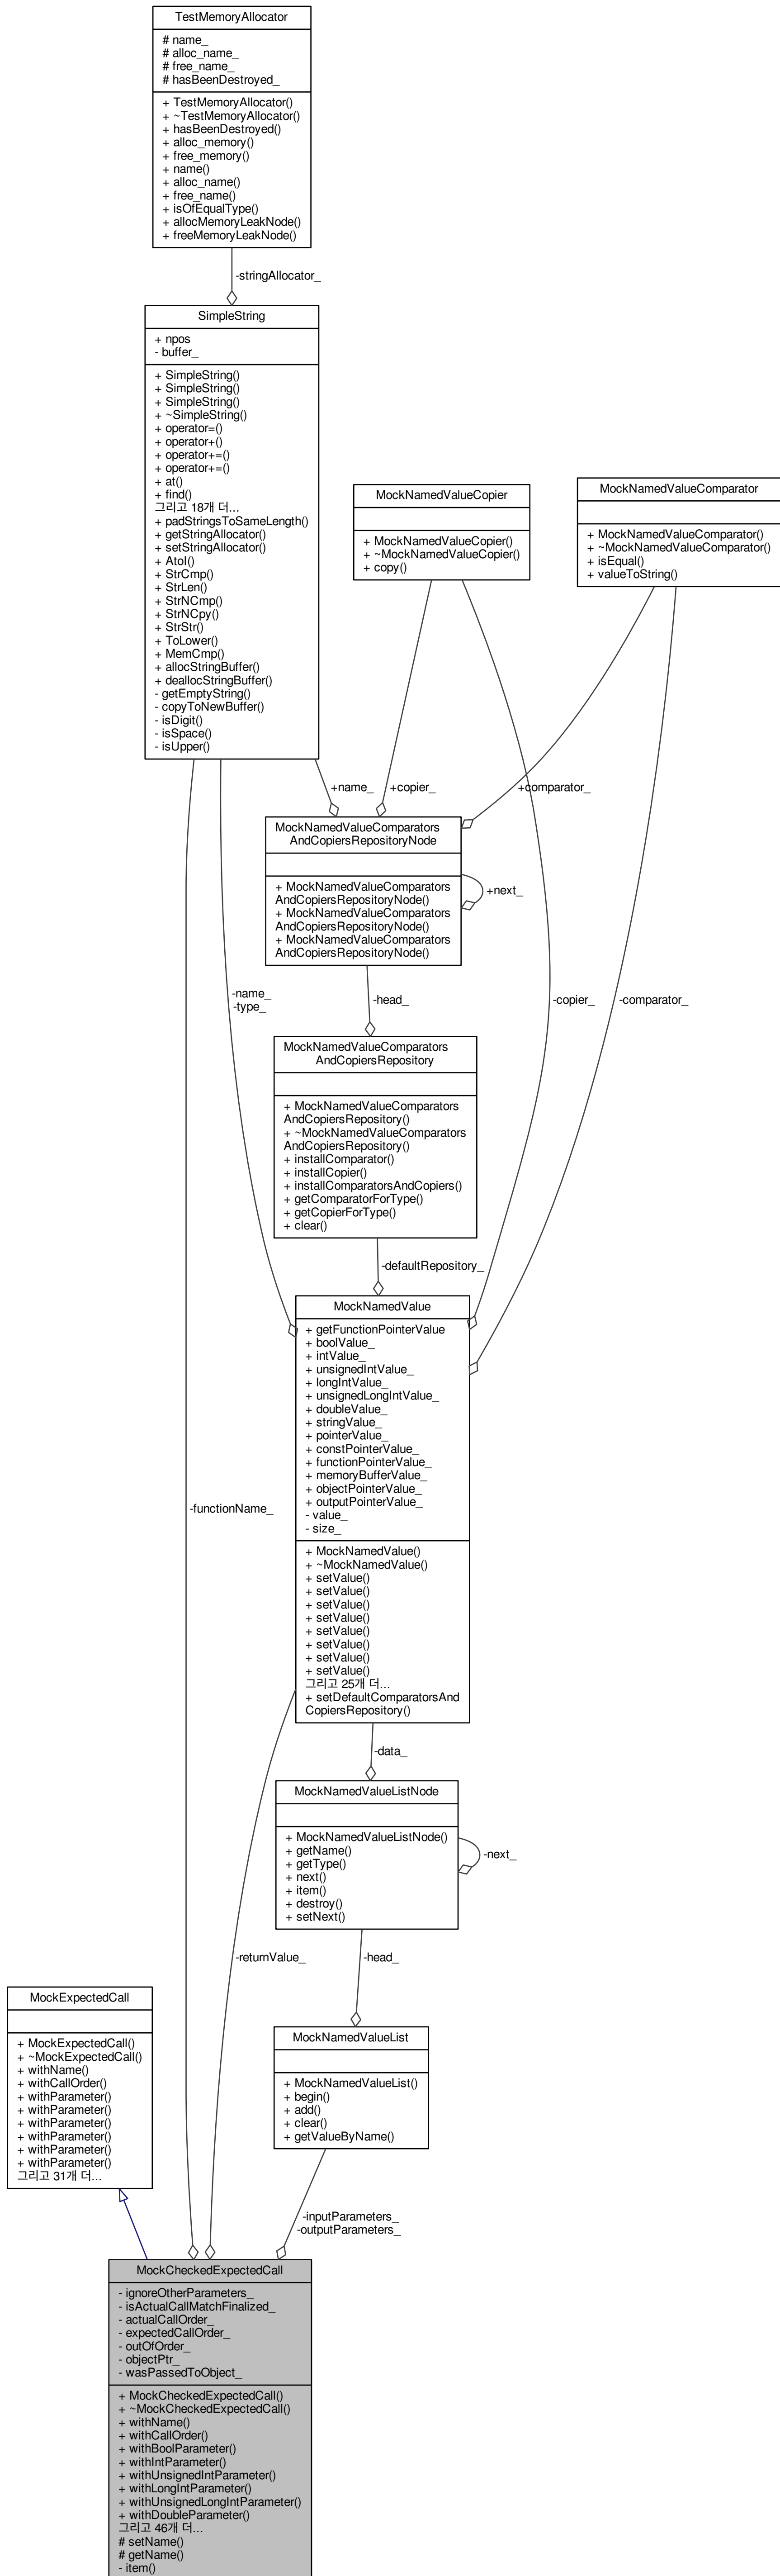 TestMemoryAllocator
# name_
# alloc_name_
# free_name_
# hasBeenDestroyed_
+ TestMemoryAllocator()
+ ~TestMemoryAllocator()
+ hasBeenDestroyed()
+ alloc_memory()
+ free_memory()
+ name()
+ alloc_name()
+ free_name()
+ isOfEqualType()
+ allocMemoryLeakNode()
+ freeMemoryLeakNode()
-stringAllocator_
SimpleString
+ npos
- buffer_
+ SimpleString()
+ SimpleString()
+ SimpleString()
+ ~SimpleString()
+ operator=()
+ operator+()
+ operator+=()
+ operator+=()
+ at()
+ find()
그리고 18개 더...
+ padStringsToSameLength()
+ getStringAllocator()
+ setStringAllocator()
+ AtoI()
+ StrCmp()
+ StrLen()
+ StrNCmp()
+ StrNCpy()
+ StrStr()
+ ToLower()
+ MemCmp()
+ allocStringBuffer()
+ deallocStringBuffer()
- getEmptyString()
- copyToNewBuffer()
- isDigit()
- isSpace()
- isUpper()
MockNamedValueCopier
+ MockNamedValueCopier()
+ ~MockNamedValueCopier()
+ copy()
MockNamedValueComparator
+ MockNamedValueComparator()
+ ~MockNamedValueComparator()
+ isEqual()
+ valueToString()
+name_
+copier_
+comparator_
MockNamedValueComparators
AndCopiersRepositoryNode
+ MockNamedValueComparators
AndCopiersRepositoryNode()
+ MockNamedValueComparators
AndCopiersRepositoryNode()
+ MockNamedValueComparators
AndCopiersRepositoryNode()
+next_
-name_
-type_
-head_
-copier_
-comparator_
MockNamedValueComparators
AndCopiersRepository
+ MockNamedValueComparators
AndCopiersRepository()
+ ~MockNamedValueComparators
AndCopiersRepository()
+ installComparator()
+ installCopier()
+ installComparatorsAndCopiers()
+ getComparatorForType()
+ getCopierForType()
+ clear()
-defaultRepository_
MockNamedValue
+ getFunctionPointerValue
+ boolValue_
+ intValue_
+ unsignedIntValue_
+ longIntValue_
+ unsignedLongIntValue_
+ doubleValue_
+ stringValue_
+ pointerValue_
+ constPointerValue_
+ functionPointerValue_
+ memoryBufferValue_
+ objectPointerValue_
+ outputPointerValue_
- value_
- size_
+ MockNamedValue()
+ ~MockNamedValue()
+ setValue()
+ setValue()
+ setValue()
+ setValue()
+ setValue()
+ setValue()
+ setValue()
+ setValue()
그리고 25개 더...
+ setDefaultComparatorsAnd
CopiersRepository()
-functionName_
-data_
MockNamedValueListNode
+ MockNamedValueListNode()
+ getName()
+ getType()
+ next()
+ item()
+ destroy()
+ setNext()
-next_
-returnValue_
-head_
MockExpectedCall
+ MockExpectedCall()
+ ~MockExpectedCall()
+ withName()
+ withCallOrder()
+ withParameter()
+ withParameter()
+ withParameter()
+ withParameter()
+ withParameter()
+ withParameter()
그리고 31개 더...
MockNamedValueList
+ MockNamedValueList()
+ begin()
+ add()
+ clear()
+ getValueByName()
-inputParameters_
-outputParameters_
MockCheckedExpectedCall
- ignoreOtherParameters_
- isActualCallMatchFinalized_
- actualCallOrder_
- expectedCallOrder_
- outOfOrder_
- objectPtr_
- wasPassedToObject_
+ MockCheckedExpectedCall()
+ ~MockCheckedExpectedCall()
+ withName()
+ withCallOrder()
+ withBoolParameter()
+ withIntParameter()
+ withUnsignedIntParameter()
+ withLongIntParameter()
+ withUnsignedLongIntParameter()
+ withDoubleParameter()
그리고 46개 더...
# setName()
# getName()
- item()